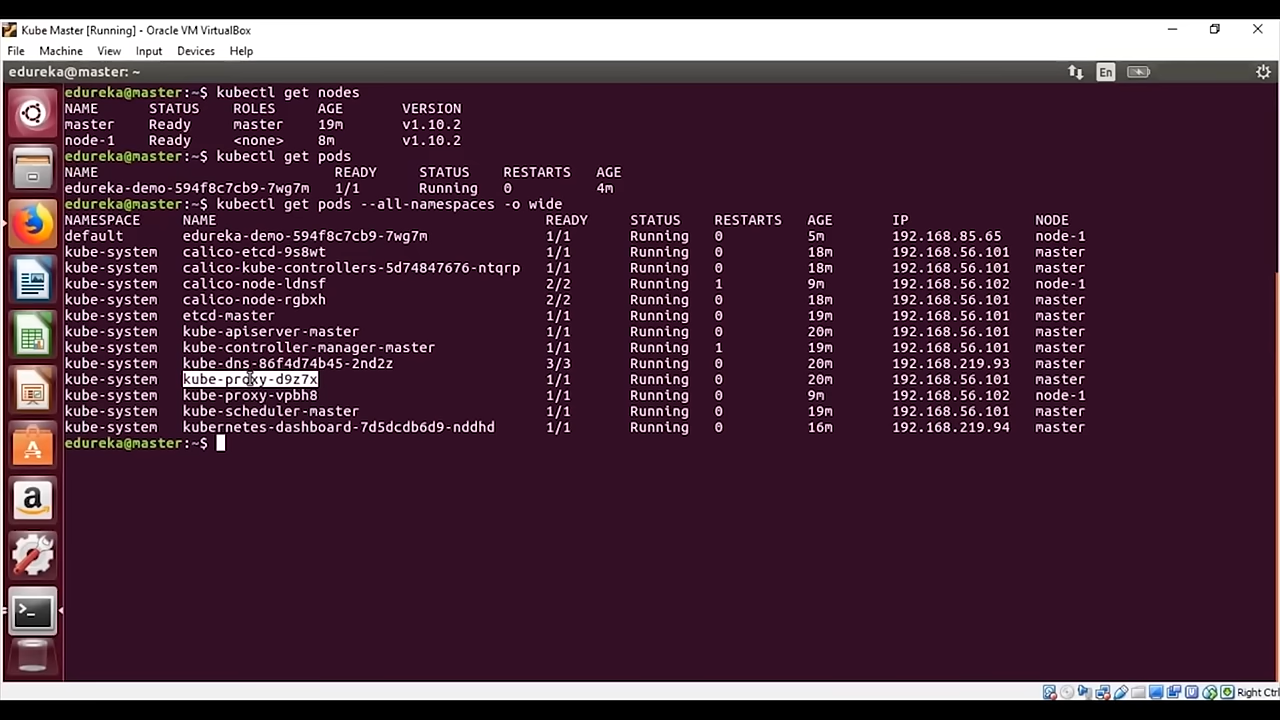 Kube Master [Running] - Oracle VM VirtualBox
File Machine View Input Devices Help
edureka@master: ~ En
edureka@master:~$ kubectl get nodes
NAME STATUS ROLES AGE VERSION
master Ready master 19m v1.10.2
node-1 Ready <none> 8m v1.10.2
edureka@master:~$ kubectl get pods
NAME READY STATUS RESTARTS AGE
edureka-demo-594f8c7cb9-7wg7m 1/1 Running 0 4m
edureka@master:~$ kubectl get pods --all-namespaces -o wide
NAMESPACE NAME READY STATUS RESTARTS AGE IP NODE
default edureka-demo-594f8c7cb9-7wg7m 1/1 Running 0 5m 192.168.85.65 node-1
kube-system calico-etcd-9s8wt 1/1 Running 0 18m 192.168.56.101 master
kube-system calico-kube-controllers-5d74847676-ntqrp 1/1 Running 0 18m 192.168.56.101 master
kube-system calico-node-ldnsf 2/2 Running 1 9m 192.168.56.102 node-1
kube-system calico-node-rgbxh 2/2 Running 0 18m 192.168.56.101 master
kube-system etcd-master 1/1 Running 0 19m 192.168.56.101 master
kube-system kube-apiserver-master 1/1 Running 0 20m 192.168.56.101 master
kube-system kube-controller-manager-master 1/1 Running 1 19m 192.168.56.101 master
kube-system kube-dns-86f4d74b45-2nd2z 3/3 Running 0 20m 192.168.219.93 master
kube-system kube-proxy-d9z7x 1/1 Running 0 20m 192.168.56.101 master
kube-system kube-proxy-vpbh8 1/1 Running 0 9m 192.168.56.102 node-1
kube-system kube-scheduler-master 1/1 Running 0 19m 192.168.56.101 master
kube-system kubernetes-dashboard-7d5dcdb6d9-nddhd 1/1 Running 0 16m 192.168.219.94 master
edureka@master:~$
Right Ctrl